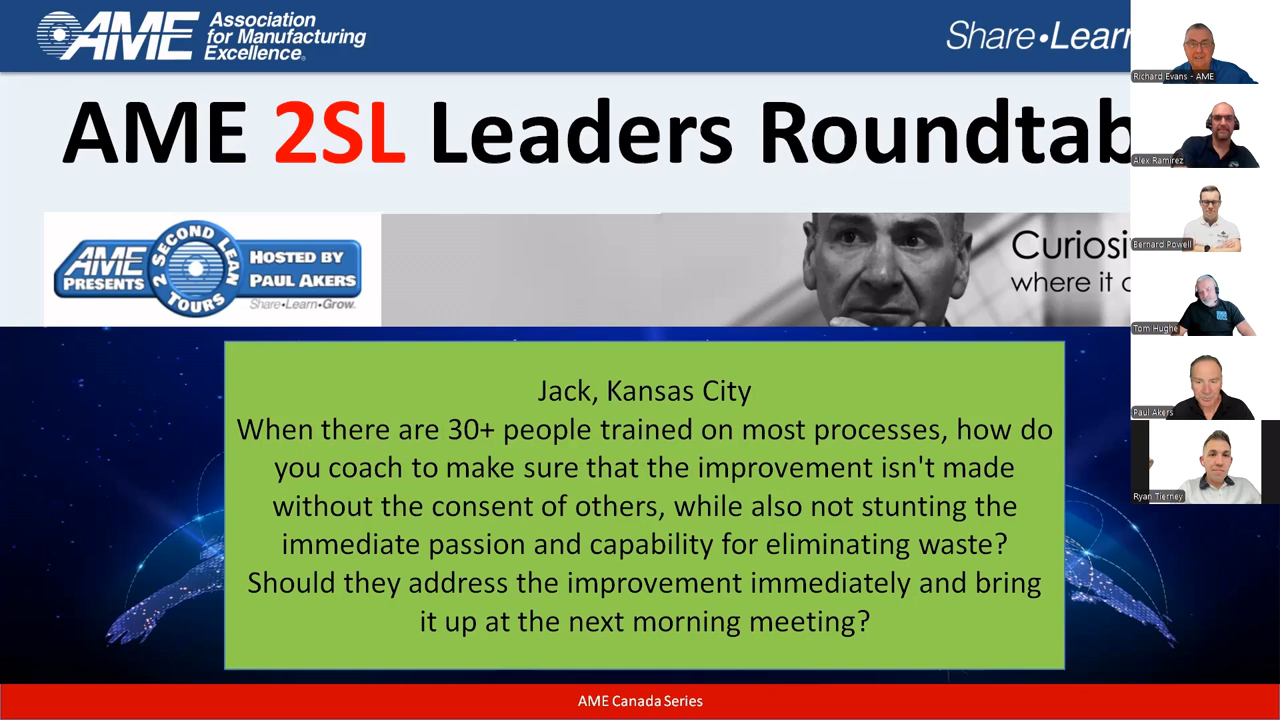 AME Association
for Manufacturing
Excellence®
Share•Lear
AME 2SL Leaders Roundtab
AME
PRESENTS
2 SECOND LEAN
TOURS
HOSTED BY
PAUL AKERS
Share•Learn•Grow.
Curiosi
where it
Jack, Kansas City
When there are 30+ people trained on most processes, how do
you coach to make sure that the improvement isn't made
without the consent of others, while also not stunting the
immediate passion and capability for eliminating waste?
Should they address the improvement immediately and bring
it up at the next morning meeting?
AME Canada Series
Richard Evans - AME
Alex Ramirez
Bernard Powell
Tom Hughe
Paul Akers
Ryan Tierney